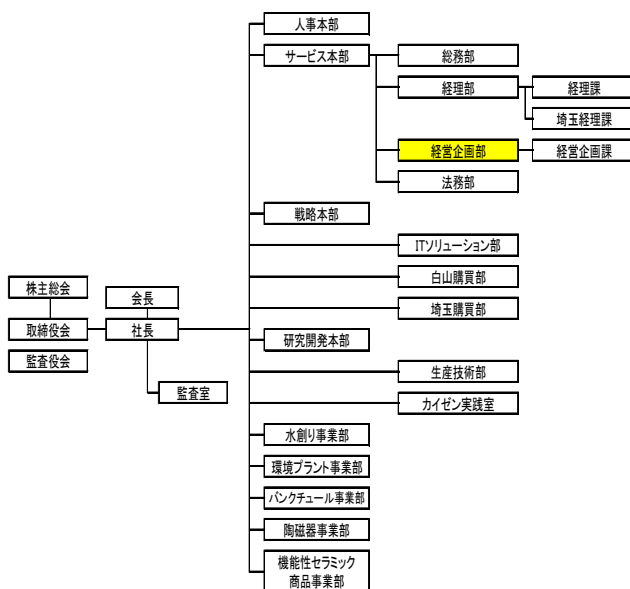 人事本部
サービス本部
総務部
経理部
経理課
埼玉経理課
経営企画部
経営企画課
法務部
戦略本部
ITソリューション部
白山購買部
埼玉購買部
株主総会
会長
取締役会
社長
監査役会
監査室
研究開発本部
生産技術部
カイゼン実践室
水創り事業部
環境プラント事業部
バンクチュール事業部
陶磁器事業部
機能性セラミック
商品事業部